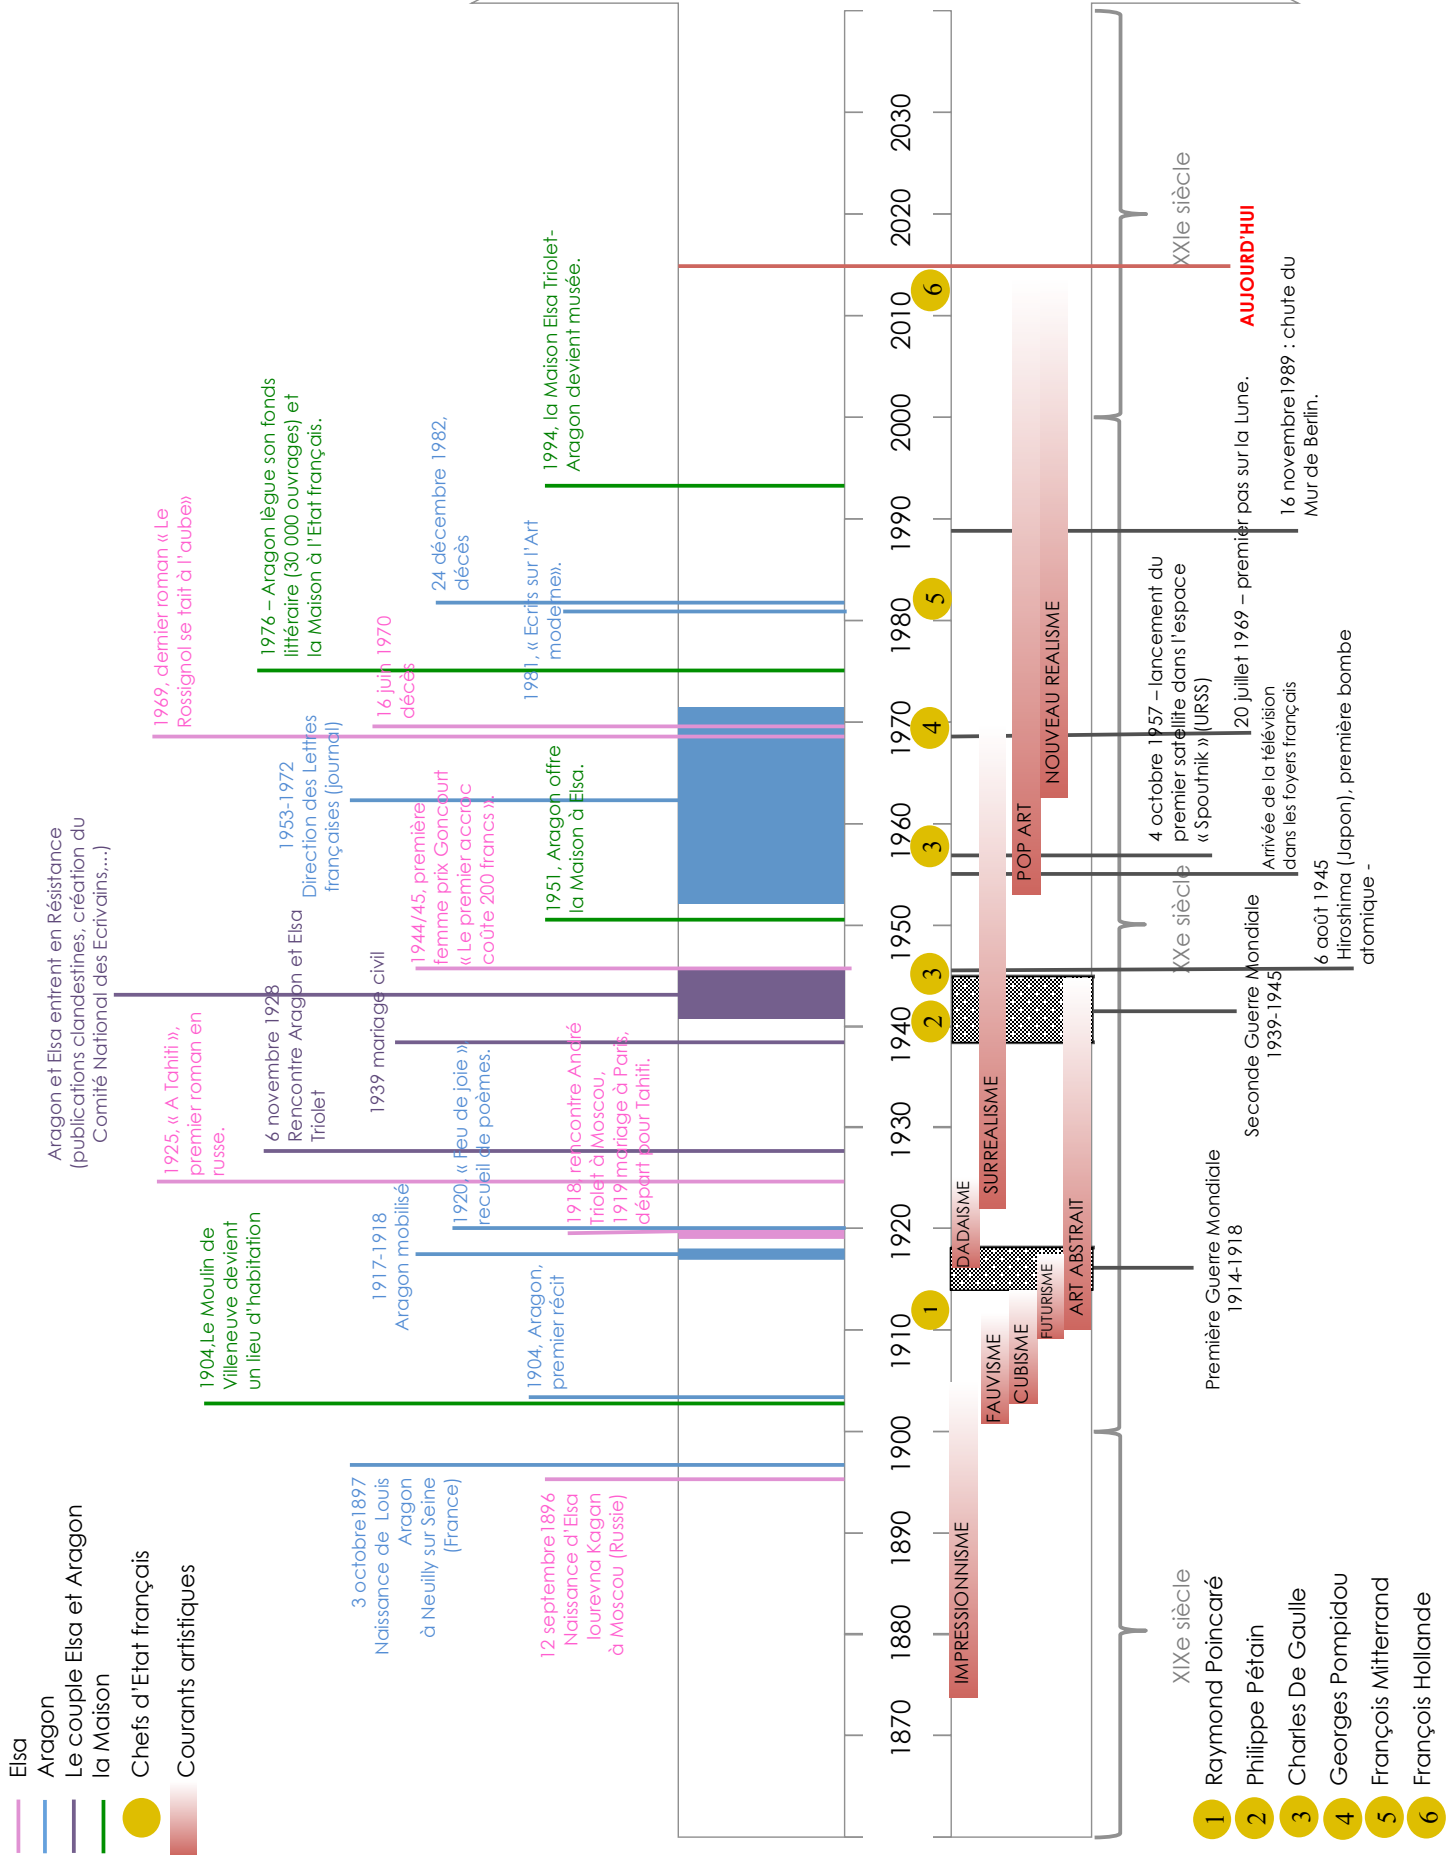 Elsa
Aragon
Le couple Elsa et Aragon
la Maison
Chefs d'Etat français
Courants artistiques
Aragon et Elsa entrent en Résistance
(publications clandestines, création du
Comité National des Ecrivains,...)
1925, « A Tahiti »,
premier roman en
russe.
1969, dernier roman « Le
Rossignol se tait à l'aube»
1904,Le Moulin de
Villeneuve devient
un lieu d'habitation
6 novembre 1928
Rencontre Aragon et Elsa
Triolet
1976 – Aragon lègue son fonds
littéraire (30 000 ouvrages) et
la Maison à l'Etat français.
1953-1972
Direction des Lettres
françaises (journal)
3 octobre1897
Naissance de Louis
Aragon
à Neuilly sur Seine
(France)
1917-1918
Aragon mobilisé
1939 mariage civil
16 juin 1970
décès
1944/45, première
femme prix Goncourt
« Le premier accroc
coûte 200 francs ».
24 décembre 1982,
décès
1920, « Feu de joie »
recueil de poèmes.
1904, Aragon,
premier récit
1981, « Ecrits sur l'Art
moderne».
12 septembre1896
Naissance d'Elsa
Iourevna Kagan
à Moscou (Russie)
1918, rencontre André
Triolet à Moscou,
1919 mariage à Paris,
départ pour Tahiti.
1951, Aragon offre
la Maison à Elsa.
1994, la Maison Elsa Triolet-
Aragon devient musée.
1870
1880
1890
1900
1910
1920
1930
1940
1950
1960
1970
1980
1990
2000
2010
2020
2030
1
2
3
3
4
5
6
IMPRESSIONNISME
DADAISME
FAUVISME
SURREALISME
CUBISME
POP ART
FUTURISME
NOUVEAU REALISME
ART ABSTRAIT
XIXe siècle
XXe siècle
XXIe siècle
Première Guerre Mondiale
1914-1918
Seconde Guerre Mondiale
1939-1945
6 août 1945
Hiroshima (Japon), première bombe
atomique -
Arrivée de la télévision
dans les foyers français
4 octobre 1957 – lancement du
premier satellite dans l'espace
« Spoutnik » (URSS)
20 juillet 1969 – premier pas sur la Lune.
16 novembre1989 : chute du
Mur de Berlin.
AUJOURD'HUI
1 Raymond Poincaré
2 Philippe Pétain
3 Charles De Gaulle
4 Georges Pompidou
5 François Mitterrand
6 François Hollande